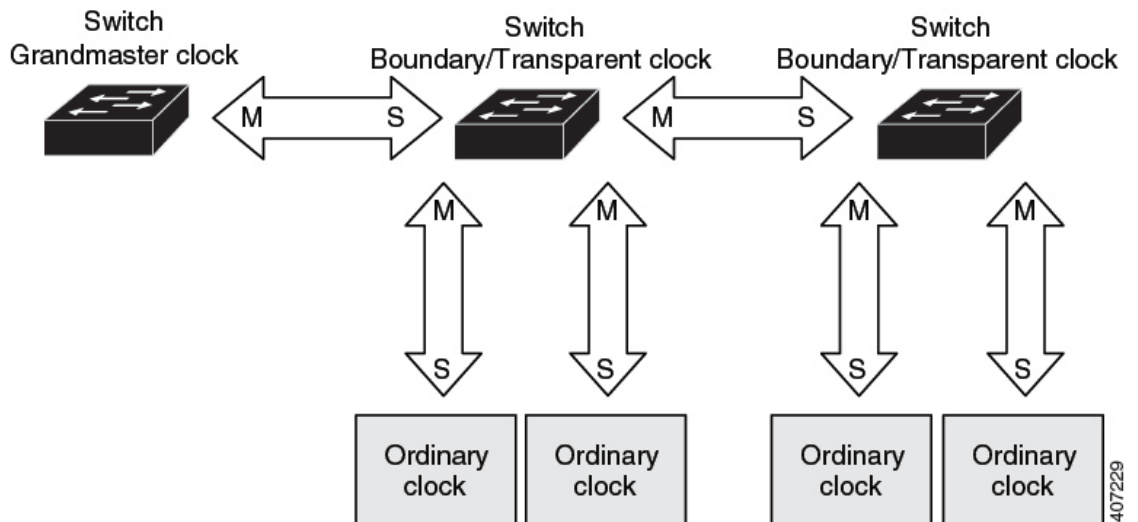 Switch
Grandmaster clock
Switch
Boundary/Transparent clock
Switch
Boundary/Transparent clock
M
S
M
S
M
M
M
M
S
S
S
S
Ordinary
clock
Ordinary
clock
Ordinary
clock
Ordinary
clock
407229